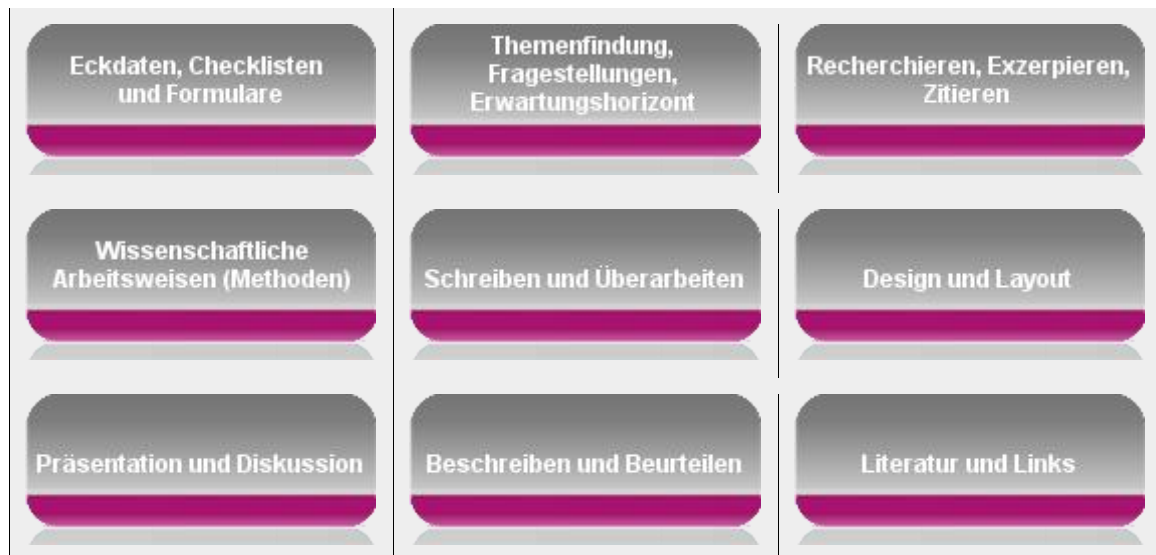 Eckdaten, Checklisten
und Formulare
Themenfindung,
Fragestellungen,
Erwartungshorizont
Recherchieren, Exzerpieren,
Zitieren
Wissenschaftliche
Arbeitsweisen (Methoden)
Schreiben und Überarbeiten
Design und Layout
Präsentation und Diskussion
Beschreiben und Beurteilen
Literatur und Links